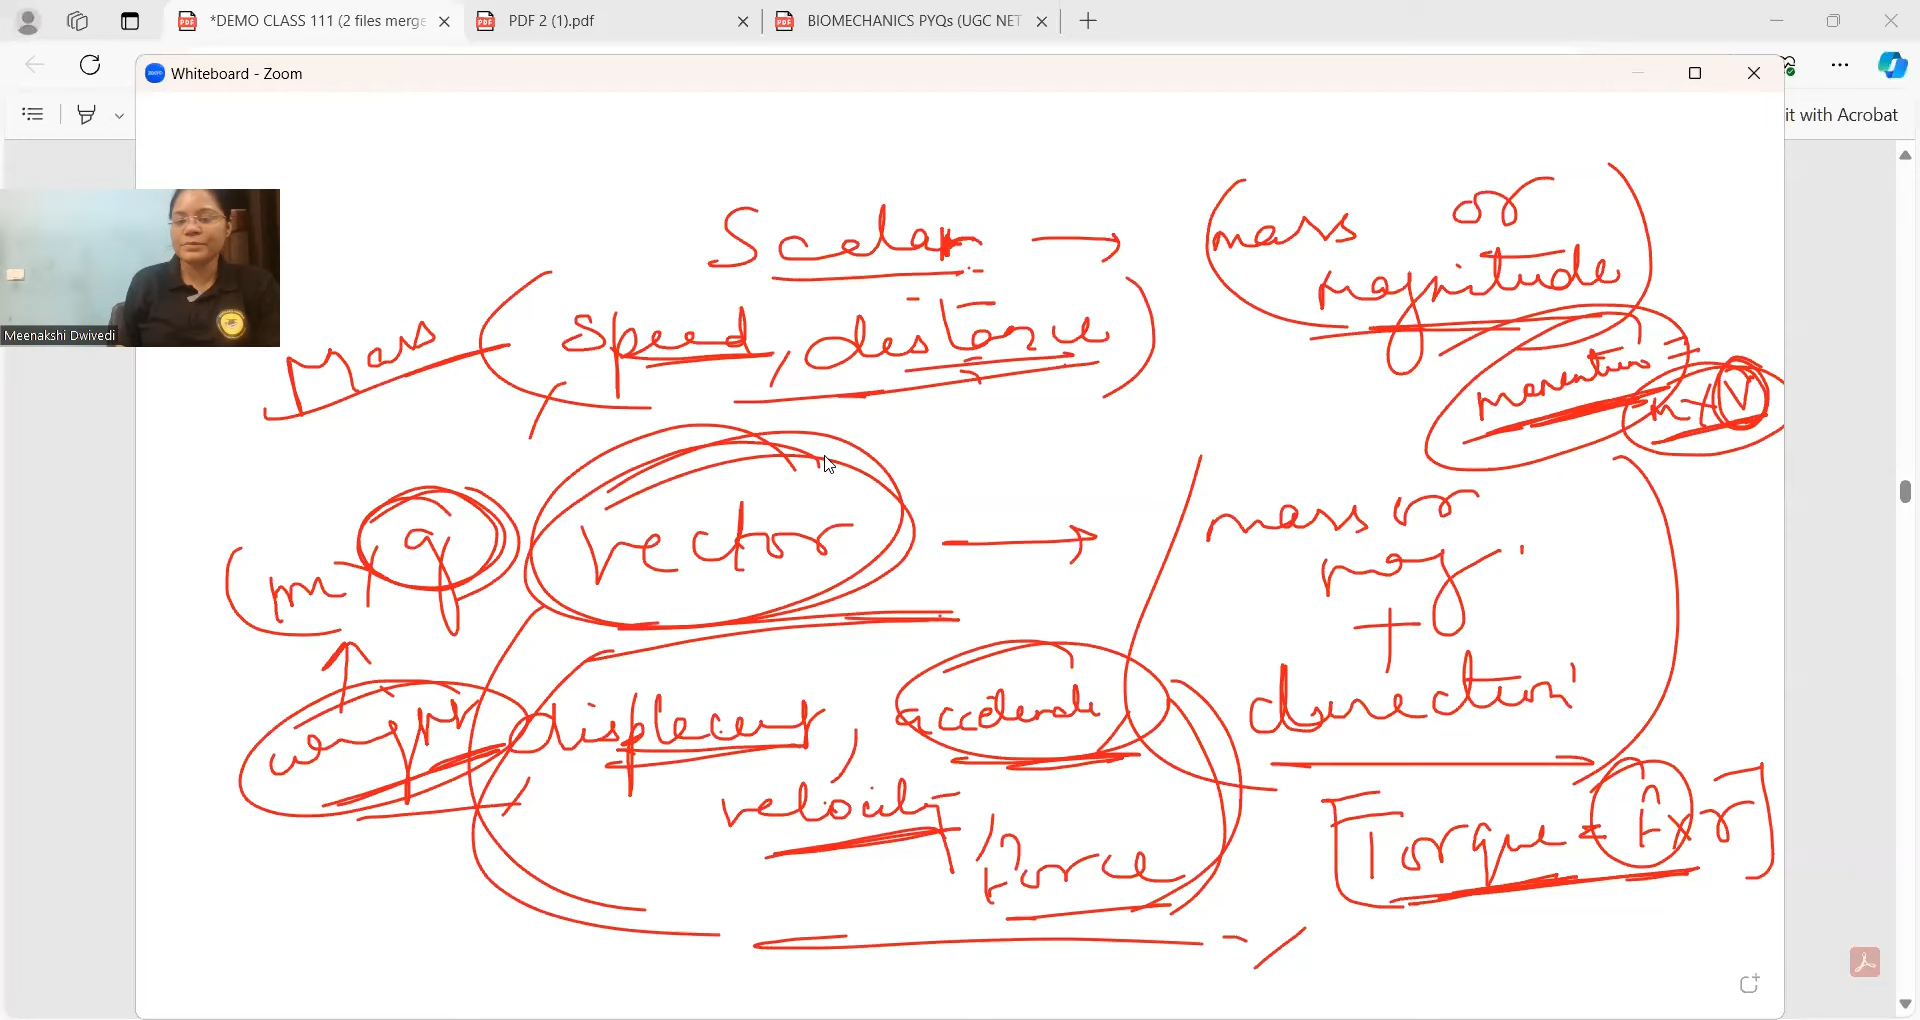 *DEMO CLASS 111 (2 files merge
PDF 2 (1).pdf
BIOMECHANICS PYQs (UGC NET
Whiteboard - Zoom
it with Acrobat
Scalar → (mass or
magnitude)
Mass (speed, distance)
momentum =
m × V
(m × g vector → mass or
mag.
+
direction
weight displacement, accelerate
velocity
, Force
[Torque = F × r]
Meenakshi Dwivedi